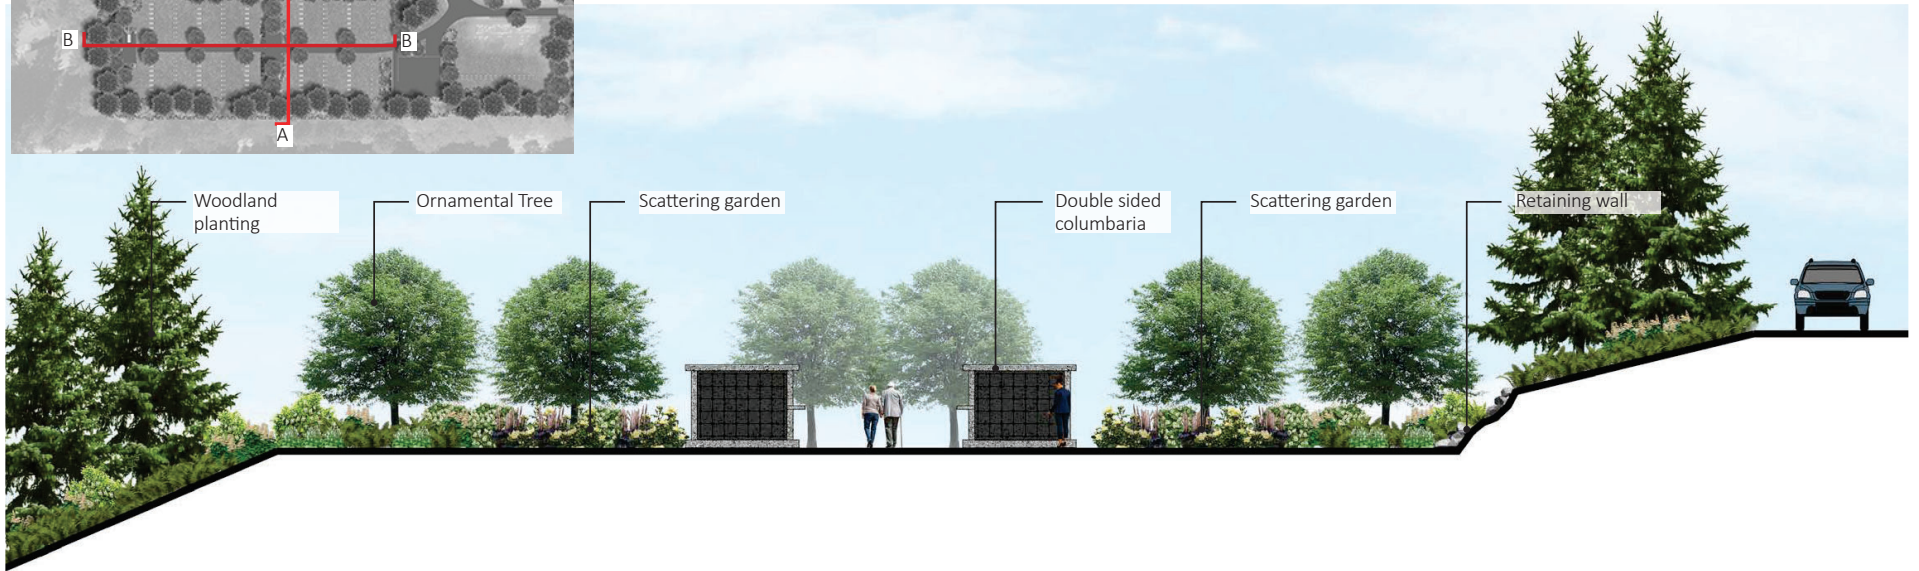 B
B
A
Woodland
planting
Ornamental Tree
Scattering garden
Double sided
columbaria
Scattering garden
Retaining wall